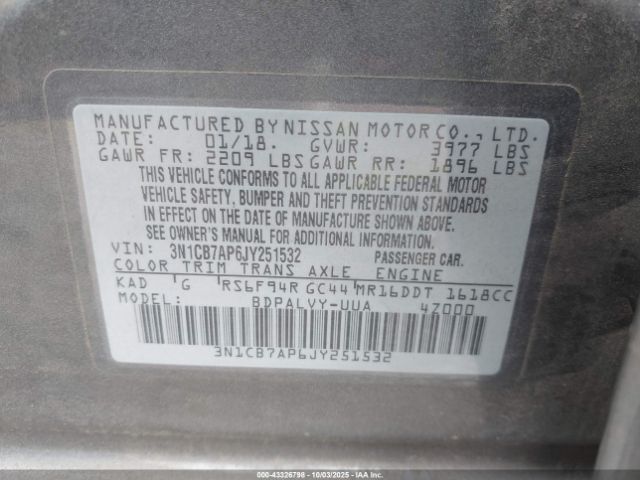 MANUFACTURED BY NISSAN MOTOR CO., LTD.
DATE: 01/18. GVWR: 3977 LBS
GAWR FR: 2209 LBS GAWR RR: 1896 LBS
THIS VEHICLE CONFORMS TO ALL APPLICABLE FEDERAL MOTOR
VEHICLE SAFETY, BUMPER AND THEFT PREVENTION STANDARDS
IN EFFECT ON THE DATE OF MANUFACTURE SHOWN ABOVE.
SEE OWNER'S MANUAL FOR ADDITIONAL INFORMATION.
VIN: 3N1CB7AP6JY251532 PASSENGER CAR.
COLOR TRIM TRANS AXLE ENGINE
KAD G RS6F94R GC44 MR16DDT 1618CC
MODEL: BDPALVY-UUA 4Z000
3N1CB7AP6JY251532
000-43326798 10/03/2025 IAA Inc.